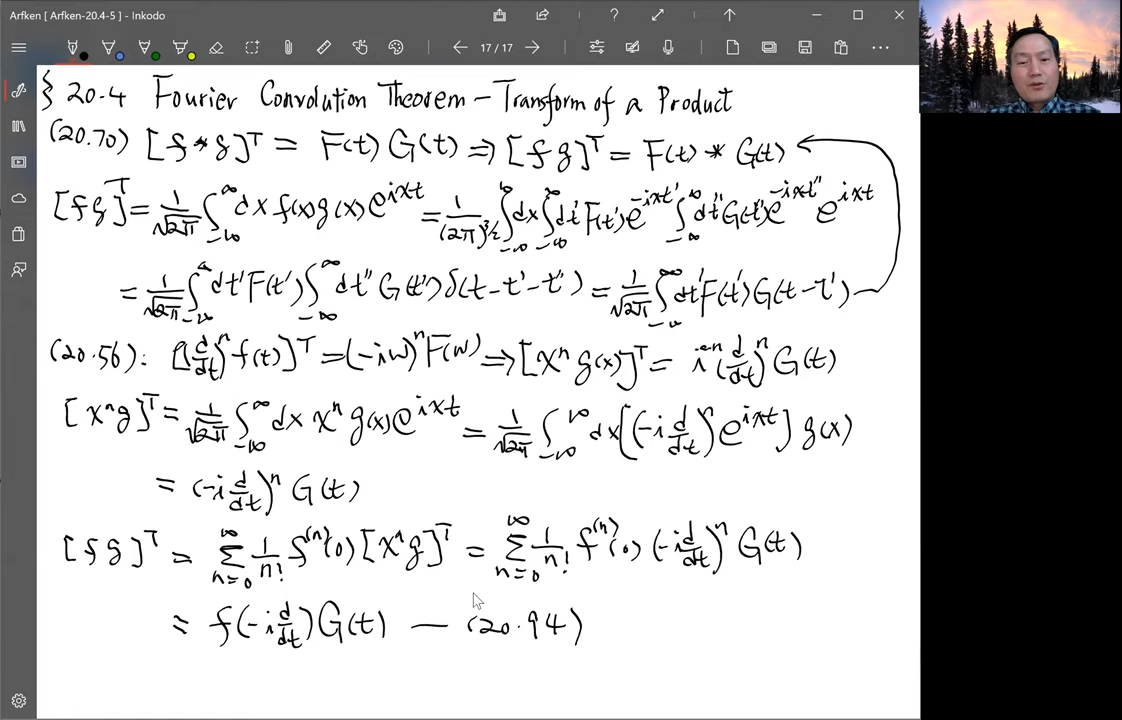 Arfken [ Arfken-20.4-5 ] - Inkodo
17 / 17
§ 20.4 Fourier Convolution Theorem - Transform of a Product
(20.70) [f * g]^T = F(t) G(t) ⇒ [f g]^T = F(t) * G(t)
[f g]^T = 1/√2π ∫_{-∞}^{∞} dx f(x) g(x) e^{ixt} = 1/(2π)^{3/2} ∫_{-∞}^{∞} dx ∫_{-∞}^{∞} dt' F(t') e^{-ixt'} ∫_{-∞}^{∞} dt'' G(t'') e^{-ixt''} e^{ixt}
= 1/√2π ∫_{-∞}^{∞} dt' F(t') ∫_{-∞}^{∞} dt'' G(t'') δ(t-t'-t'') = 1/√2π ∫_{-∞}^{∞} dt' F(t') G(t-t')
(20.56): [(d/dt)^n f(t)]^T = (-iω)^n F(ω) ⇒ [x^n g(x)]^T = i^{-n} (d/dt)^n G(t)
[x^n g]^T = 1/√2π ∫_{-∞}^{∞} dx x^n g(x) e^{ixt} = 1/√2π ∫_{-∞}^{∞} dx [(-i d/dt)^n e^{ixt}] g(x)
= (-i d/dt)^n G(t)
[f g]^T = ∑_{n=0}^{∞} 1/n! f^{(n)}(0) [x^n g]^T = ∑_{n=0}^{∞} 1/n! f^{(n)}(0) (-i d/dt)^n G(t)
= f(-i d/dt) G(t) — (20.94)